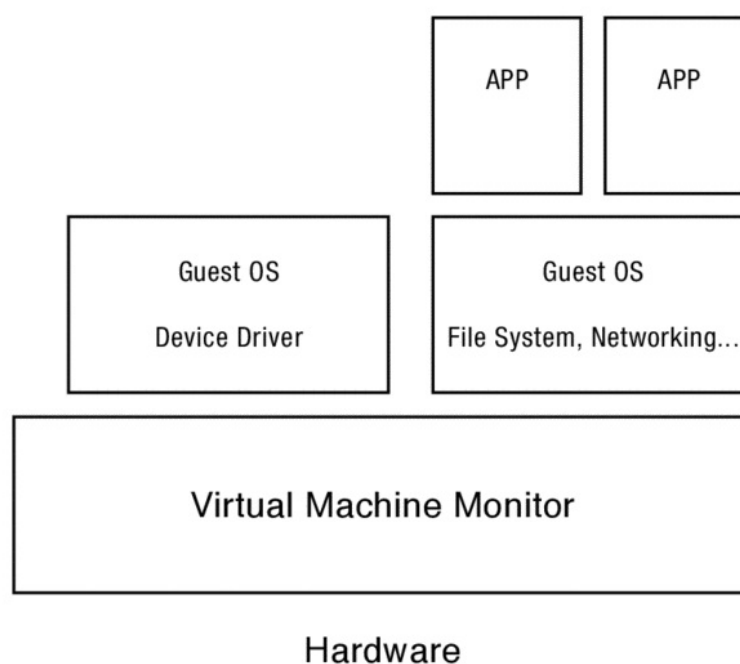 APP
APP
Guest OS
Device Driver
Guest OS
File System, Networking...
Virtual Machine Monitor
Hardware